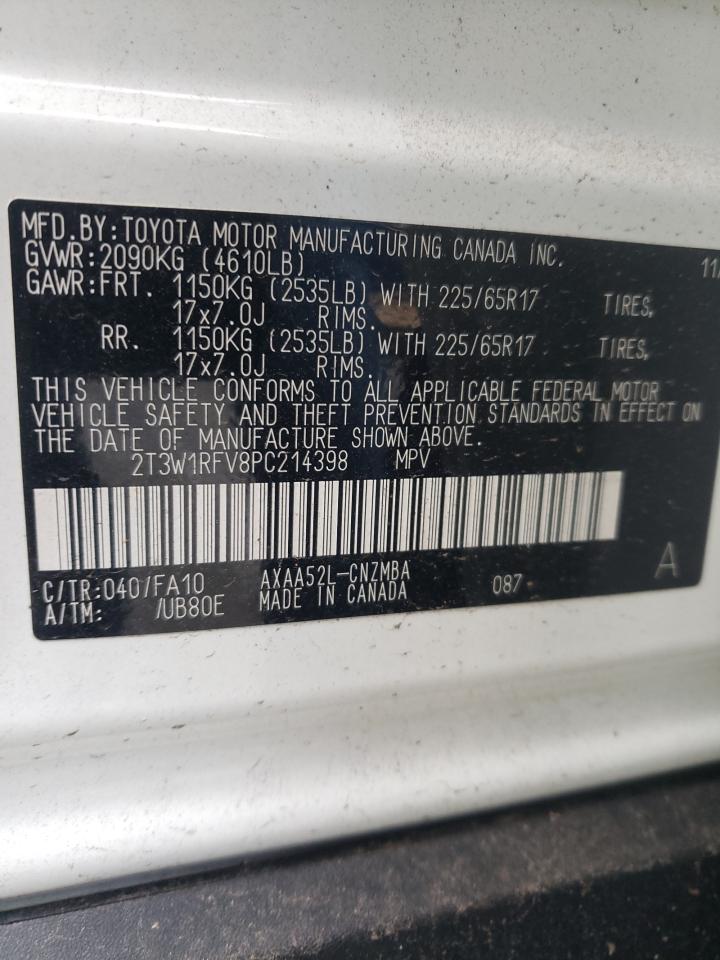 MFD.BY:TOYOTA MOTOR MANUFACTURING CANADA INC. 11
GVWR:2090KG (4610LB)
GAWR:FRT. 1150KG (2535LB) WITH 225/65R17 TIRES,
17x7.0J RIMS.
RR. 1150KG (2535LB) WITH 225/65R17 TIRES,
17x7.0J RIMS.
THIS VEHICLE CONFORMS TO ALL APPLICABLE FEDERAL MOTOR
VEHICLE SAFETY AND THEFT PREVENTION STANDARDS IN EFFECT ON
THE DATE OF MANUFACTURE SHOWN ABOVE.
2T3W1RFV8PC214398 MPV
C/TR:040/FA10 AXAA52L-CNZMBA 087 A
A/TM: /UB80E MADE IN CANADA